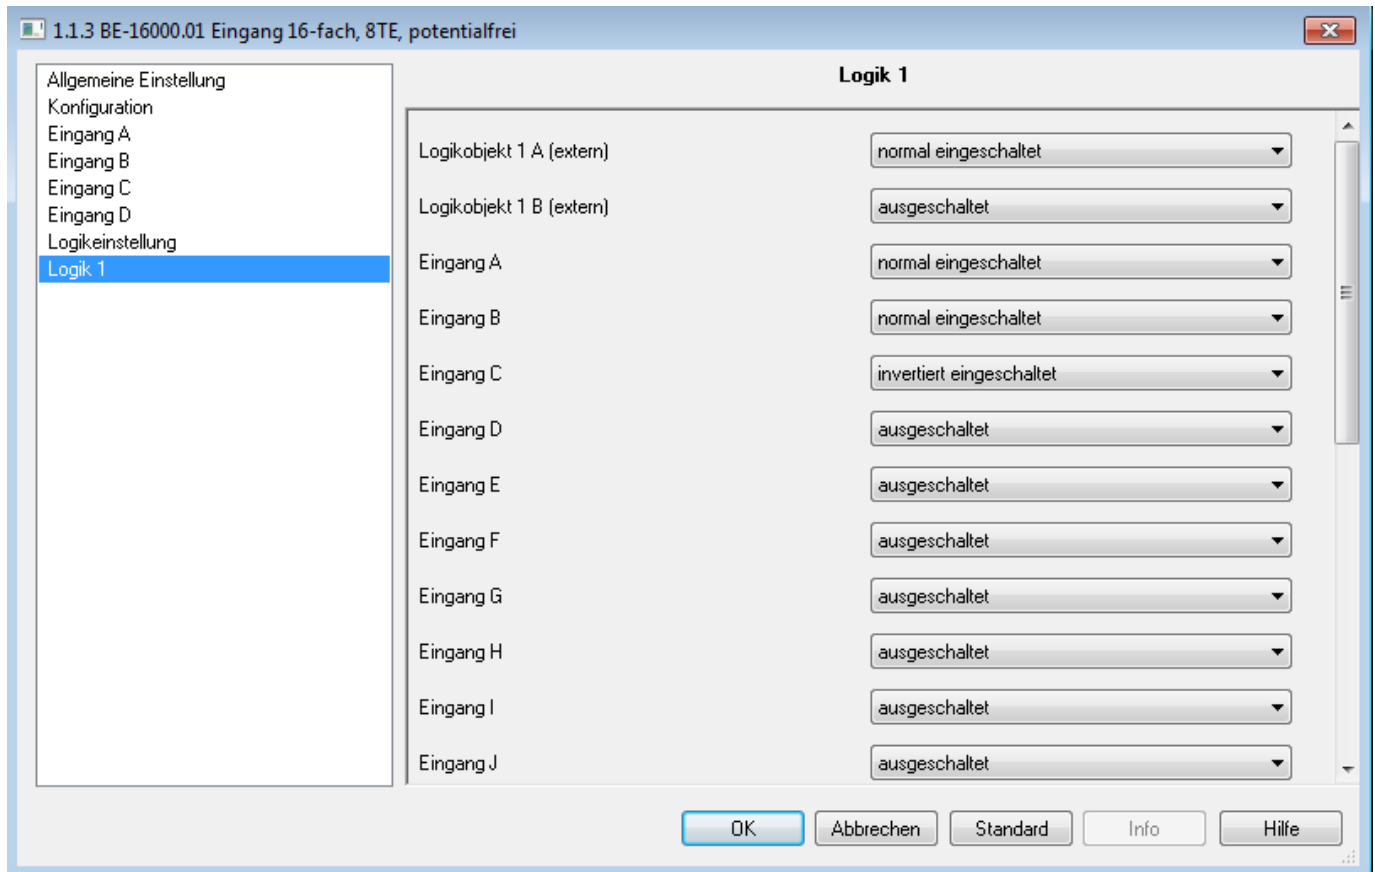 1.1.3 BE-16000.01 Eingang 16-fach, 8TE, potentialfrei
Allgemeine Einstellung
Konfiguration
Eingang A
Eingang B
Eingang C
Eingang D
Logikeinstellung
Logik 1
Logik 1
Logikobjekt 1 A (extern) normal eingeschaltet
Logikobjekt 1 B (extern) ausgeschaltet
Eingang A normal eingeschaltet
Eingang B normal eingeschaltet
Eingang C invertiert eingeschaltet
Eingang D ausgeschaltet
Eingang E ausgeschaltet
Eingang F ausgeschaltet
Eingang G ausgeschaltet
Eingang H ausgeschaltet
Eingang I ausgeschaltet
Eingang J ausgeschaltet
OK Abbrechen Standard Info Hilfe